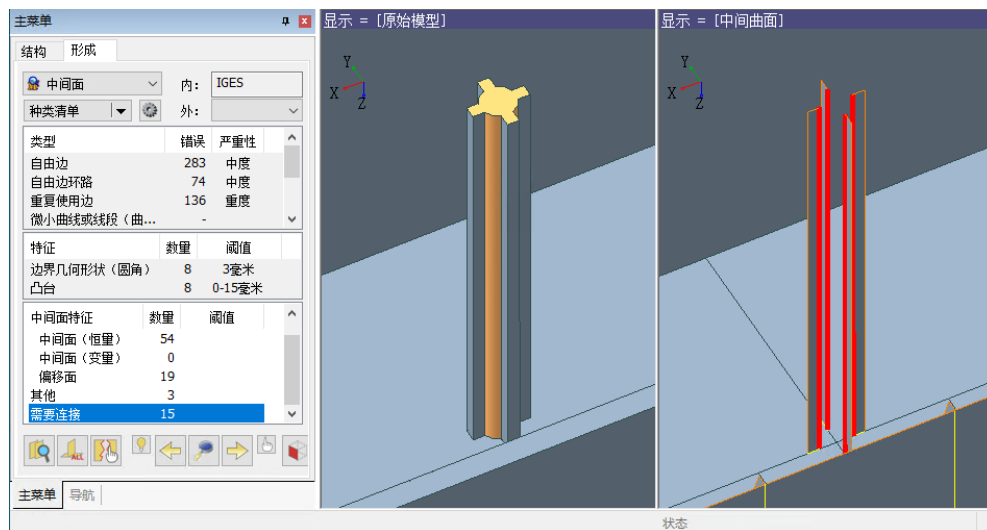 主菜单
结构 形成
中间面 内: IGES
种类清单 外:
类型 错误 严重性
自由边 283 中度
自由边环路 74 中度
重复使用边 136 重度
微小曲线或线段（曲... -
特征 数量 阈值
边界几何形状（圆角） 8 3毫米
凸台 8 0-15毫米
中间面特征 数量 阈值
中间面（恒量） 54
中间面（变量） 0
偏移面 19
其他 3
需要连接 15
ALL
主菜单 导航
显示 = [原始模型]
Y
X
Z
显示 = [中间曲面]
Y
X
Z
状态